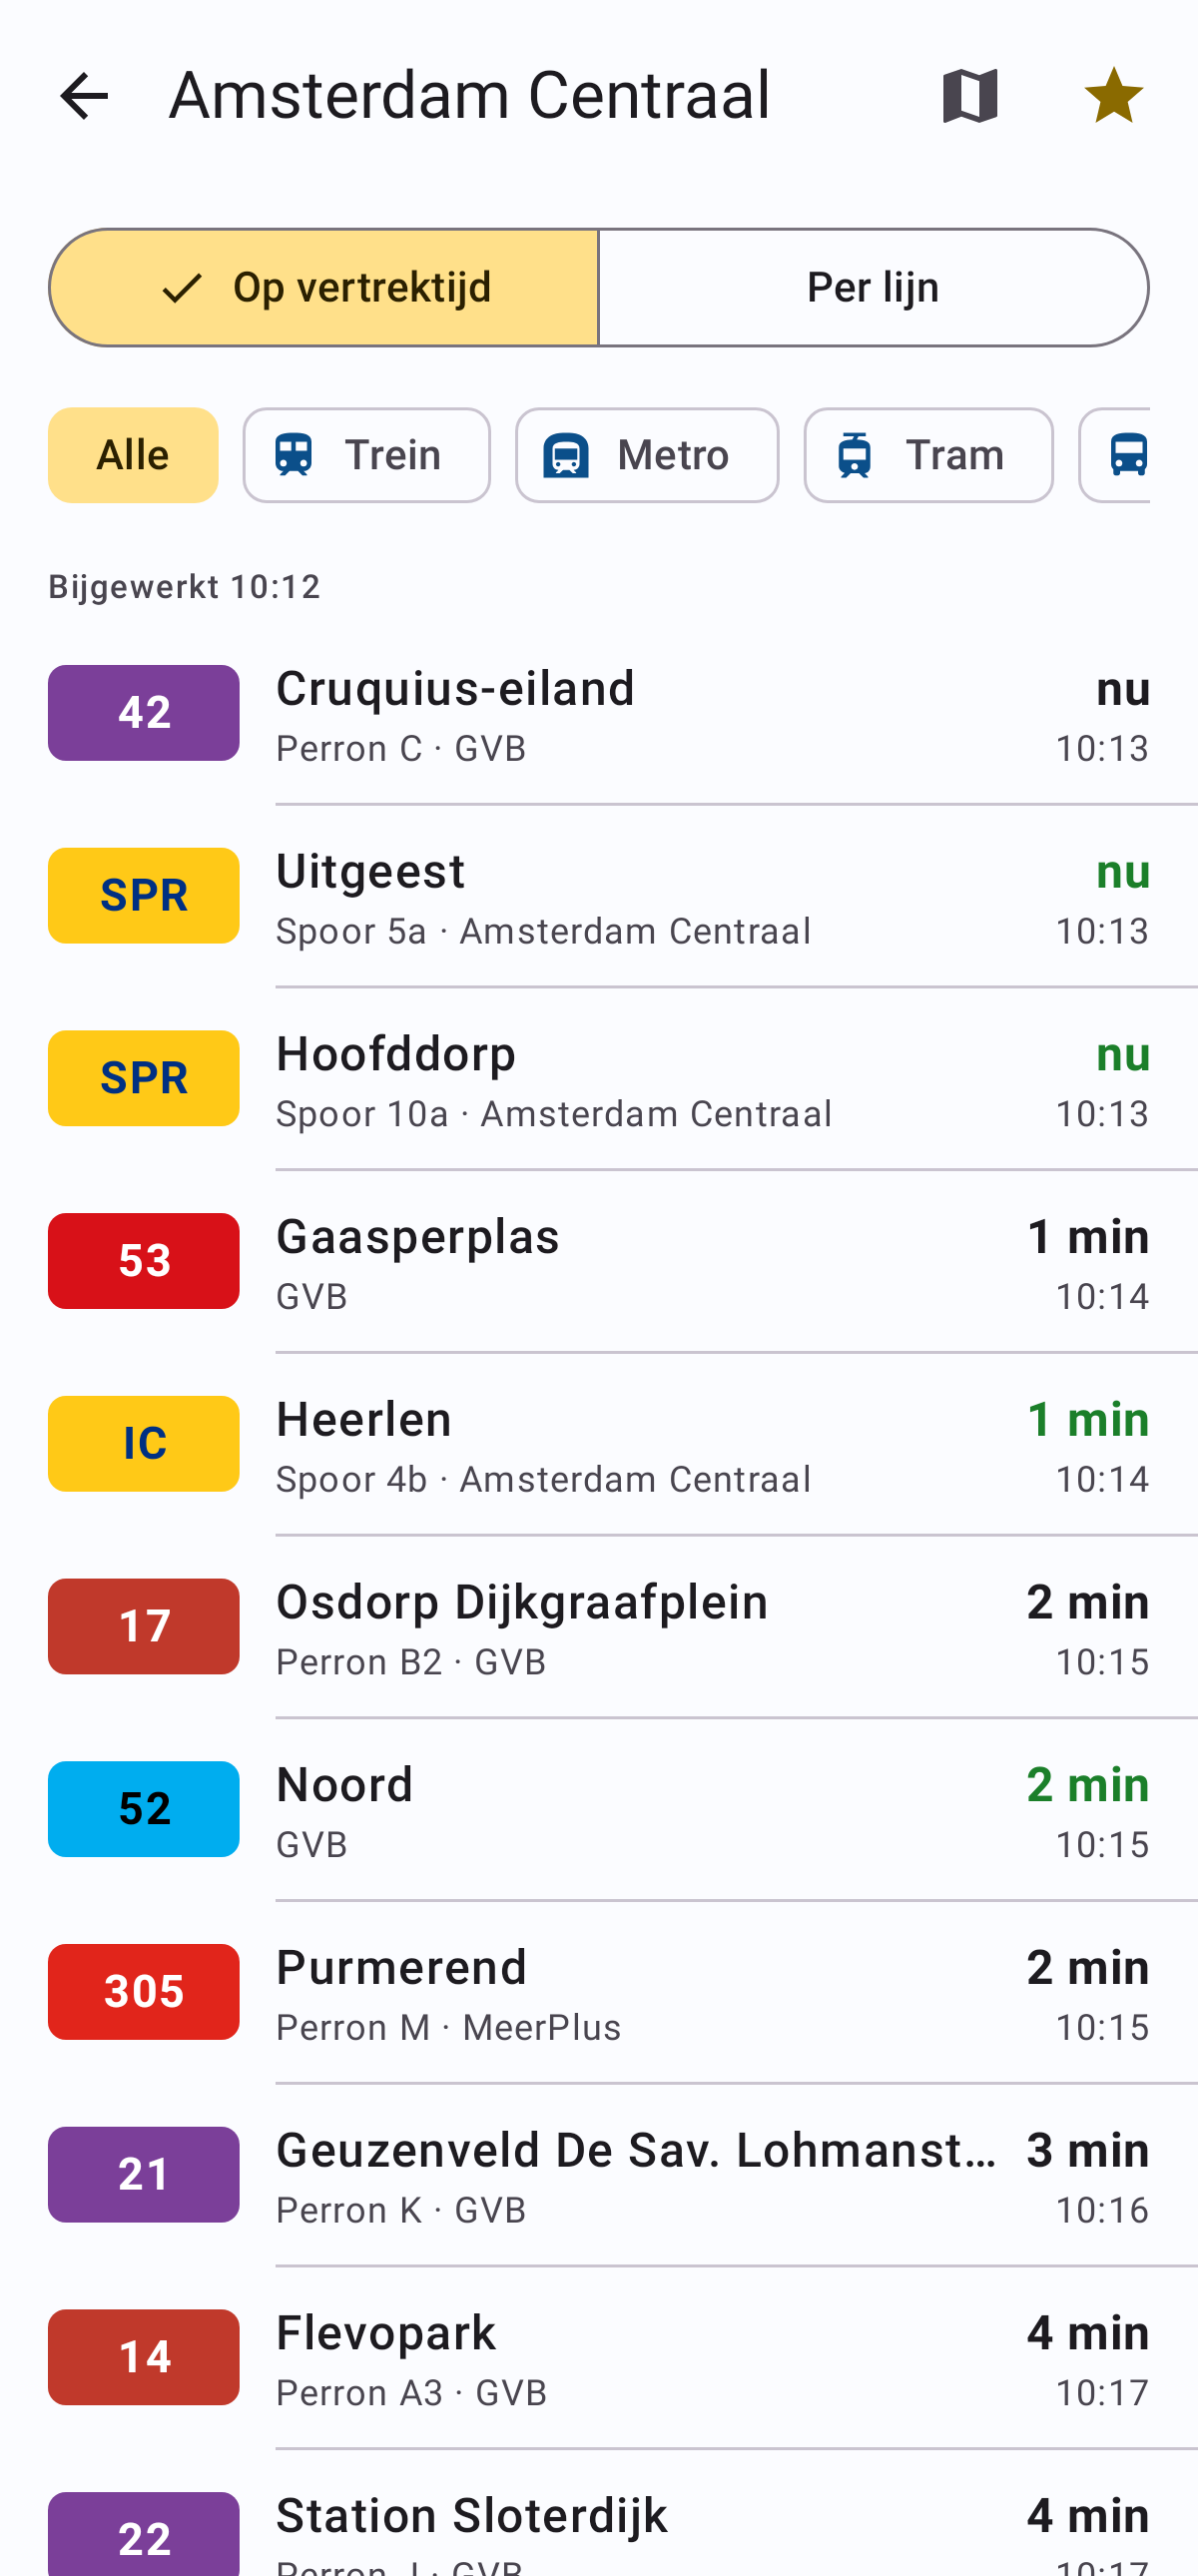 Amsterdam Centraal
Op vertrektijd
Per lijn
Alle
Trein
Metro
Tram
Bijgewerkt 10:12
42
Cruquius-eiland
nu
Perron C · GVB
10:13
SPR
Uitgeest
nu
Spoor 5a · Amsterdam Centraal
10:13
SPR
Hoofddorp
nu
Spoor 10a · Amsterdam Centraal
10:13
53
Gaasperplas
1 min
GVB
10:14
IC
Heerlen
1 min
Spoor 4b · Amsterdam Centraal
10:14
17
Osdorp Dijkgraafplein
2 min
Perron B2 · GVB
10:15
52
Noord
2 min
GVB
10:15
305
Purmerend
2 min
Perron M · MeerPlus
10:15
21
Geuzenveld De Sav. Lohmanst...
3 min
Perron K · GVB
10:16
14
Flevopark
4 min
Perron A3 · GVB
10:17
22
Station Sloterdijk
4 min
Perron J · GVB
10:17